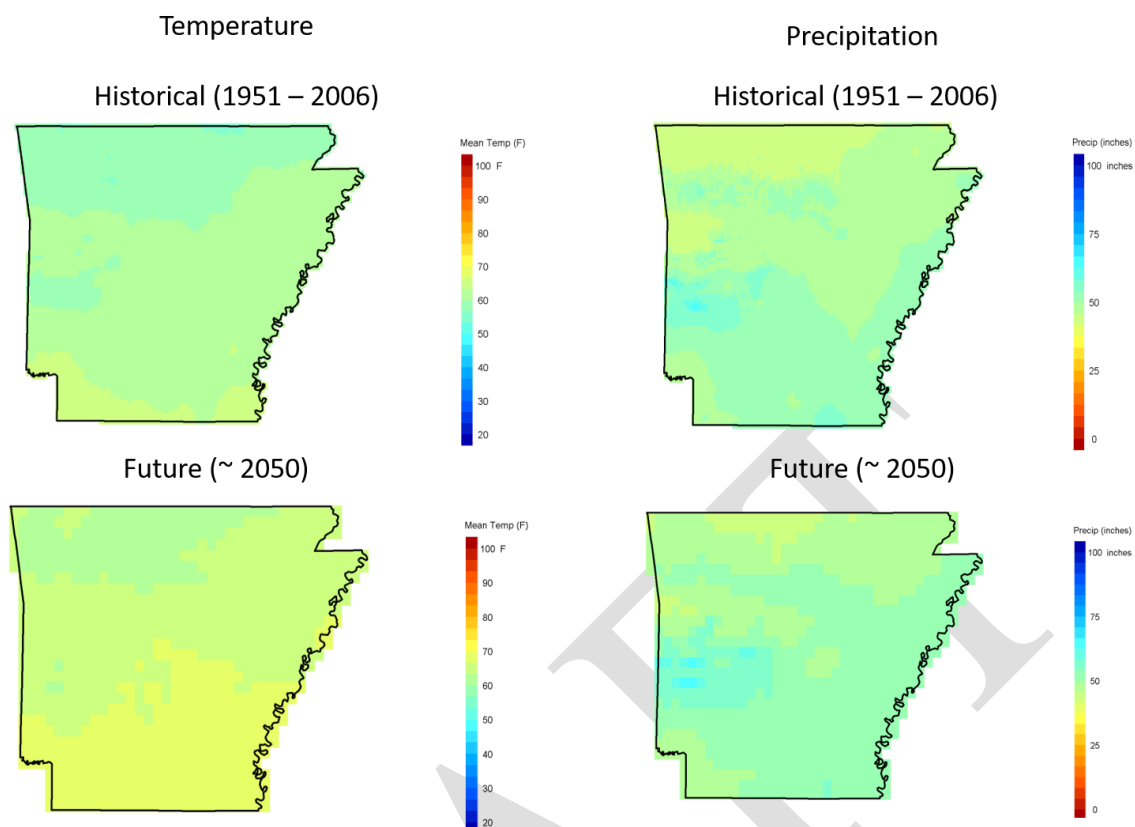 Temperature
Precipitation
Historical (1951 – 2006)
Historical (1951 – 2006)
Mean Temp (F)
100 F
90
80
70
60
50
40
30
20
Precip (inches)
100 inches
75
50
25
0
Future (~ 2050)
Future (~ 2050)
Mean Temp (F)
100 F
90
80
70
60
50
40
30
20
Precip (inches)
100 inches
75
50
25
0